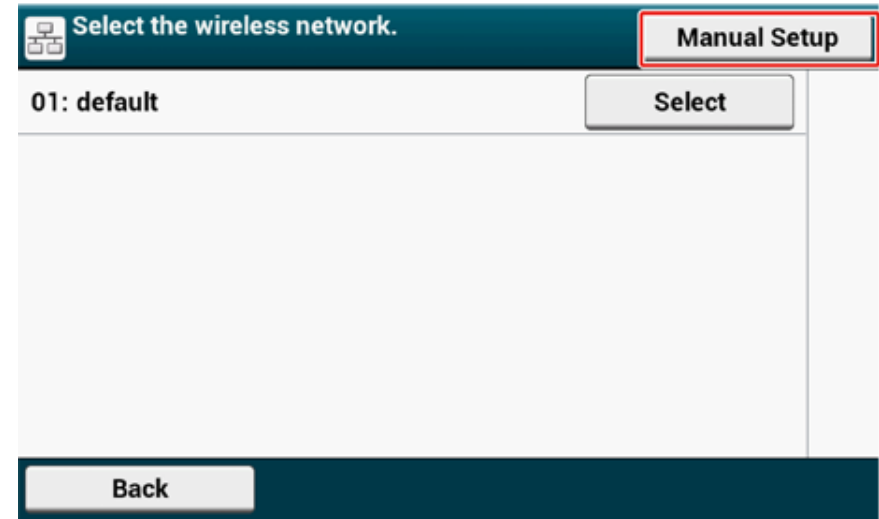 Select the wireless network.
Manual Setup
01: default
Select
Back